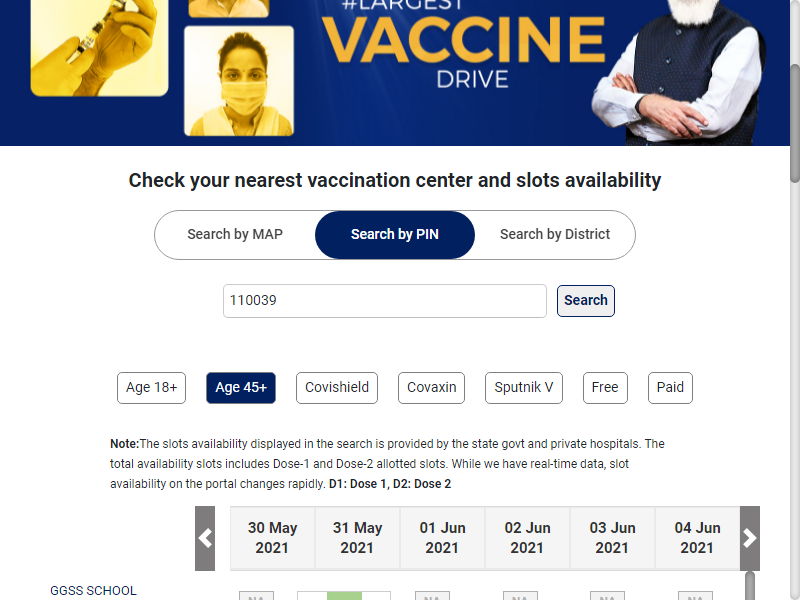 #LARGEST
VACCINE
DRIVE
Check your nearest vaccination center and slots availability
Search by MAP Search by PIN Search by District
110039 Search
Age 18+ Age 45+ Covishield Covaxin Sputnik V Free Paid
Note:The slots availability displayed in the search is provided by the state govt and private hospitals. The
total availability slots includes Dose-1 and Dose-2 allotted slots. While we have real-time data, slot
availability on the portal changes rapidly. D1: Dose 1, D2: Dose 2
30 May 31 May 01 Jun 02 Jun 03 Jun 04 Jun
2021 2021 2021 2021 2021 2021
GGSS SCHOOL
NA NA NA NA NA